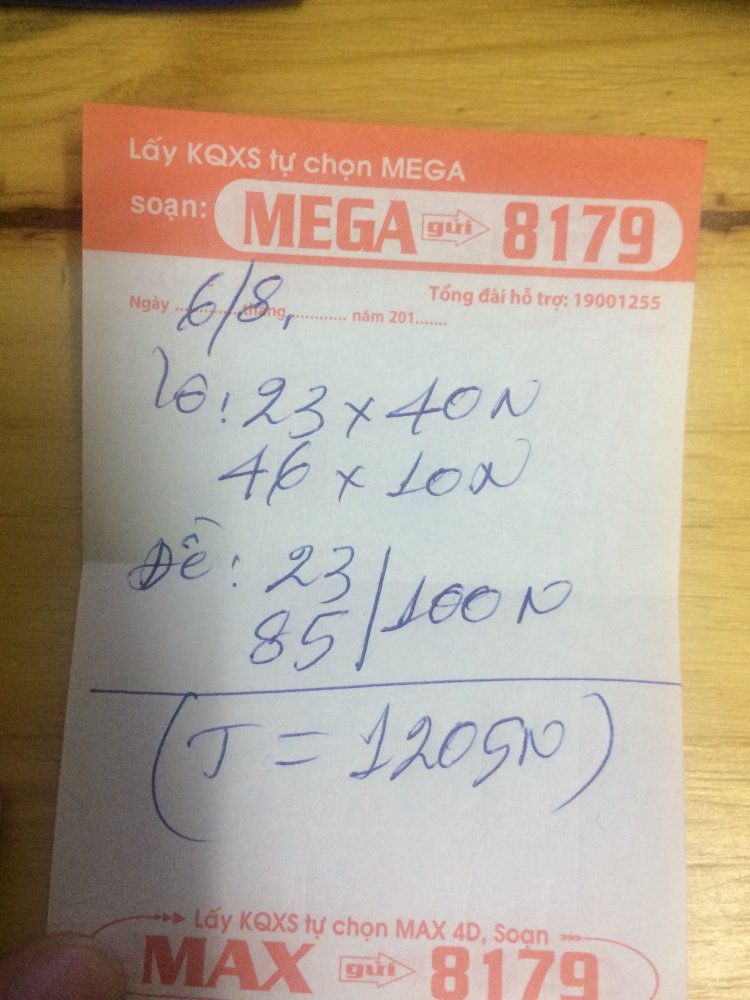 Lấy KQXS tự chọn MEGA
soạn: MEGA gửi 8179
Tổng đài hỗ trợ: 19001255
Ngày ............tháng............ năm 201.......
6/8,
lô: 23 x 40N
46 x 10N
Đề: 23
85 / 100N
(T = 1205N)
Lấy KQXS tự chọn MAX 4D, Soạn
MAX gửi 8179